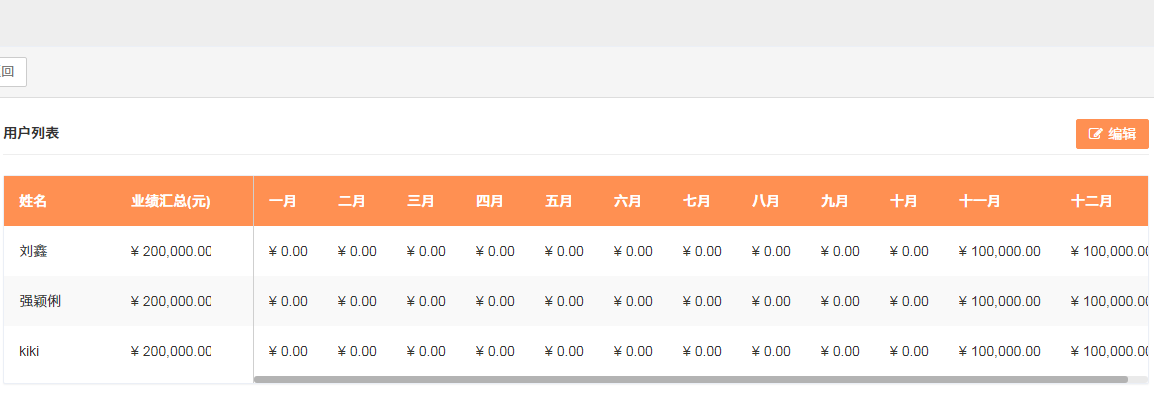 回
用户列表
编辑
姓名 业绩汇总(元) 一月 二月 三月 四月 五月 六月 七月 八月 九月 十月 十一月 十二月
刘鑫 ¥ 200,000.00 ¥ 0.00 ¥ 0.00 ¥ 0.00 ¥ 0.00 ¥ 0.00 ¥ 0.00 ¥ 0.00 ¥ 0.00 ¥ 0.00 ¥ 0.00 ¥ 100,000.00 ¥ 100,000.00
强颖俐 ¥ 200,000.00 ¥ 0.00 ¥ 0.00 ¥ 0.00 ¥ 0.00 ¥ 0.00 ¥ 0.00 ¥ 0.00 ¥ 0.00 ¥ 0.00 ¥ 0.00 ¥ 100,000.00 ¥ 100,000.00
kiki ¥ 200,000.00 ¥ 0.00 ¥ 0.00 ¥ 0.00 ¥ 0.00 ¥ 0.00 ¥ 0.00 ¥ 0.00 ¥ 0.00 ¥ 0.00 ¥ 0.00 ¥ 100,000.00 ¥ 100,000.00